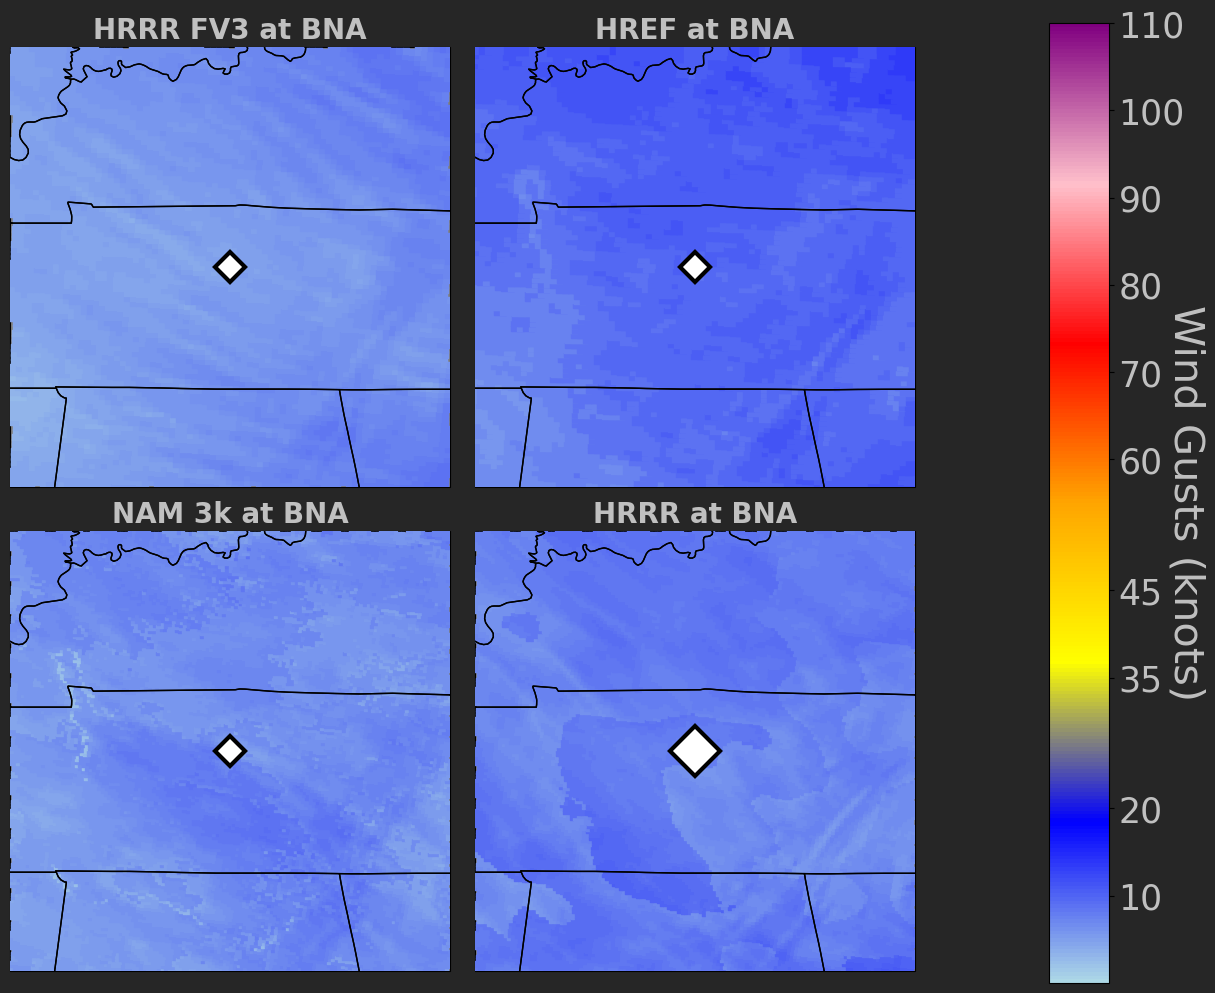 HRRR FV3 at BNA
HREF at BNA
NAM 3k at BNA
HRRR at BNA
110
100
90
80
70
60
45
35
20
10
Wind Gusts (knots)